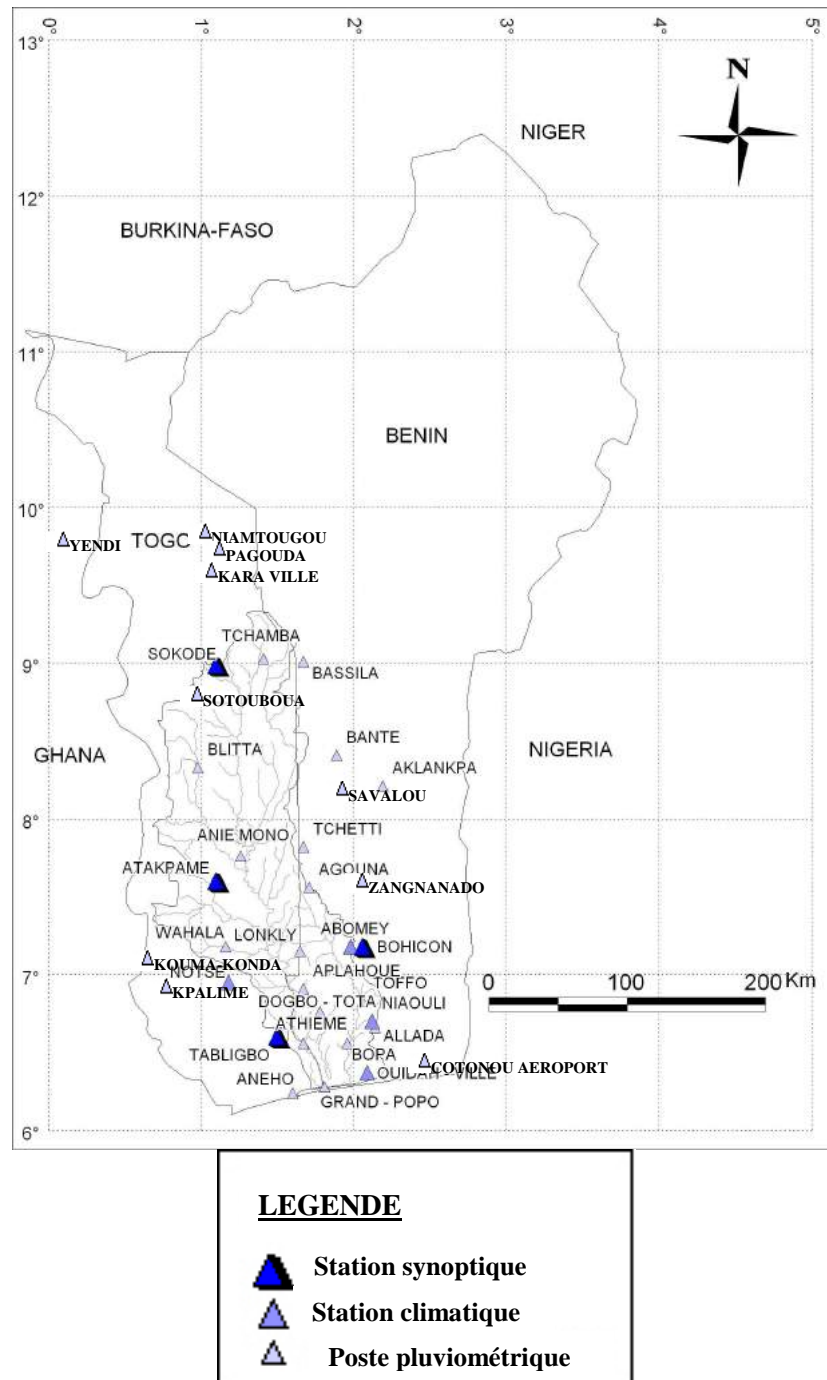 0° 1° 2° 3° 4° 5°
13°
N
NIGER
12°
BURKINA-FASO
11°
BENIN
10°
TOGC
NIAMTOUGOU
YENDI
PAGOUDA
KARA VILLE
TCHAMBA
SOKODE
9°
BASSILA
SOTOUBOUA
BANTE
GHANA
BLITTA
NIGERIA
AKLANKPA
SAVALOU
8°
ANIE MONO
TCHETTI
ATAKPAME
AGOUNA
ZANGNANADO
WAHALA
LONKLY
ABOMEY
BOHICON
KOUMA-KONDA
7°
NOTSE
APLAHOUE
TOFFO
0 100 200 Km
KPALIME
DOGBO - TOTA
NIAOULI
ATHIEME
ALLADA
TABLIGBO
BOPA
COTONOU AEROPORT
ANEHO
OUIDAH - VILLE
GRAND - POPO
6°
LEGENDE
Station synoptique
Station climatique
Poste pluviométrique